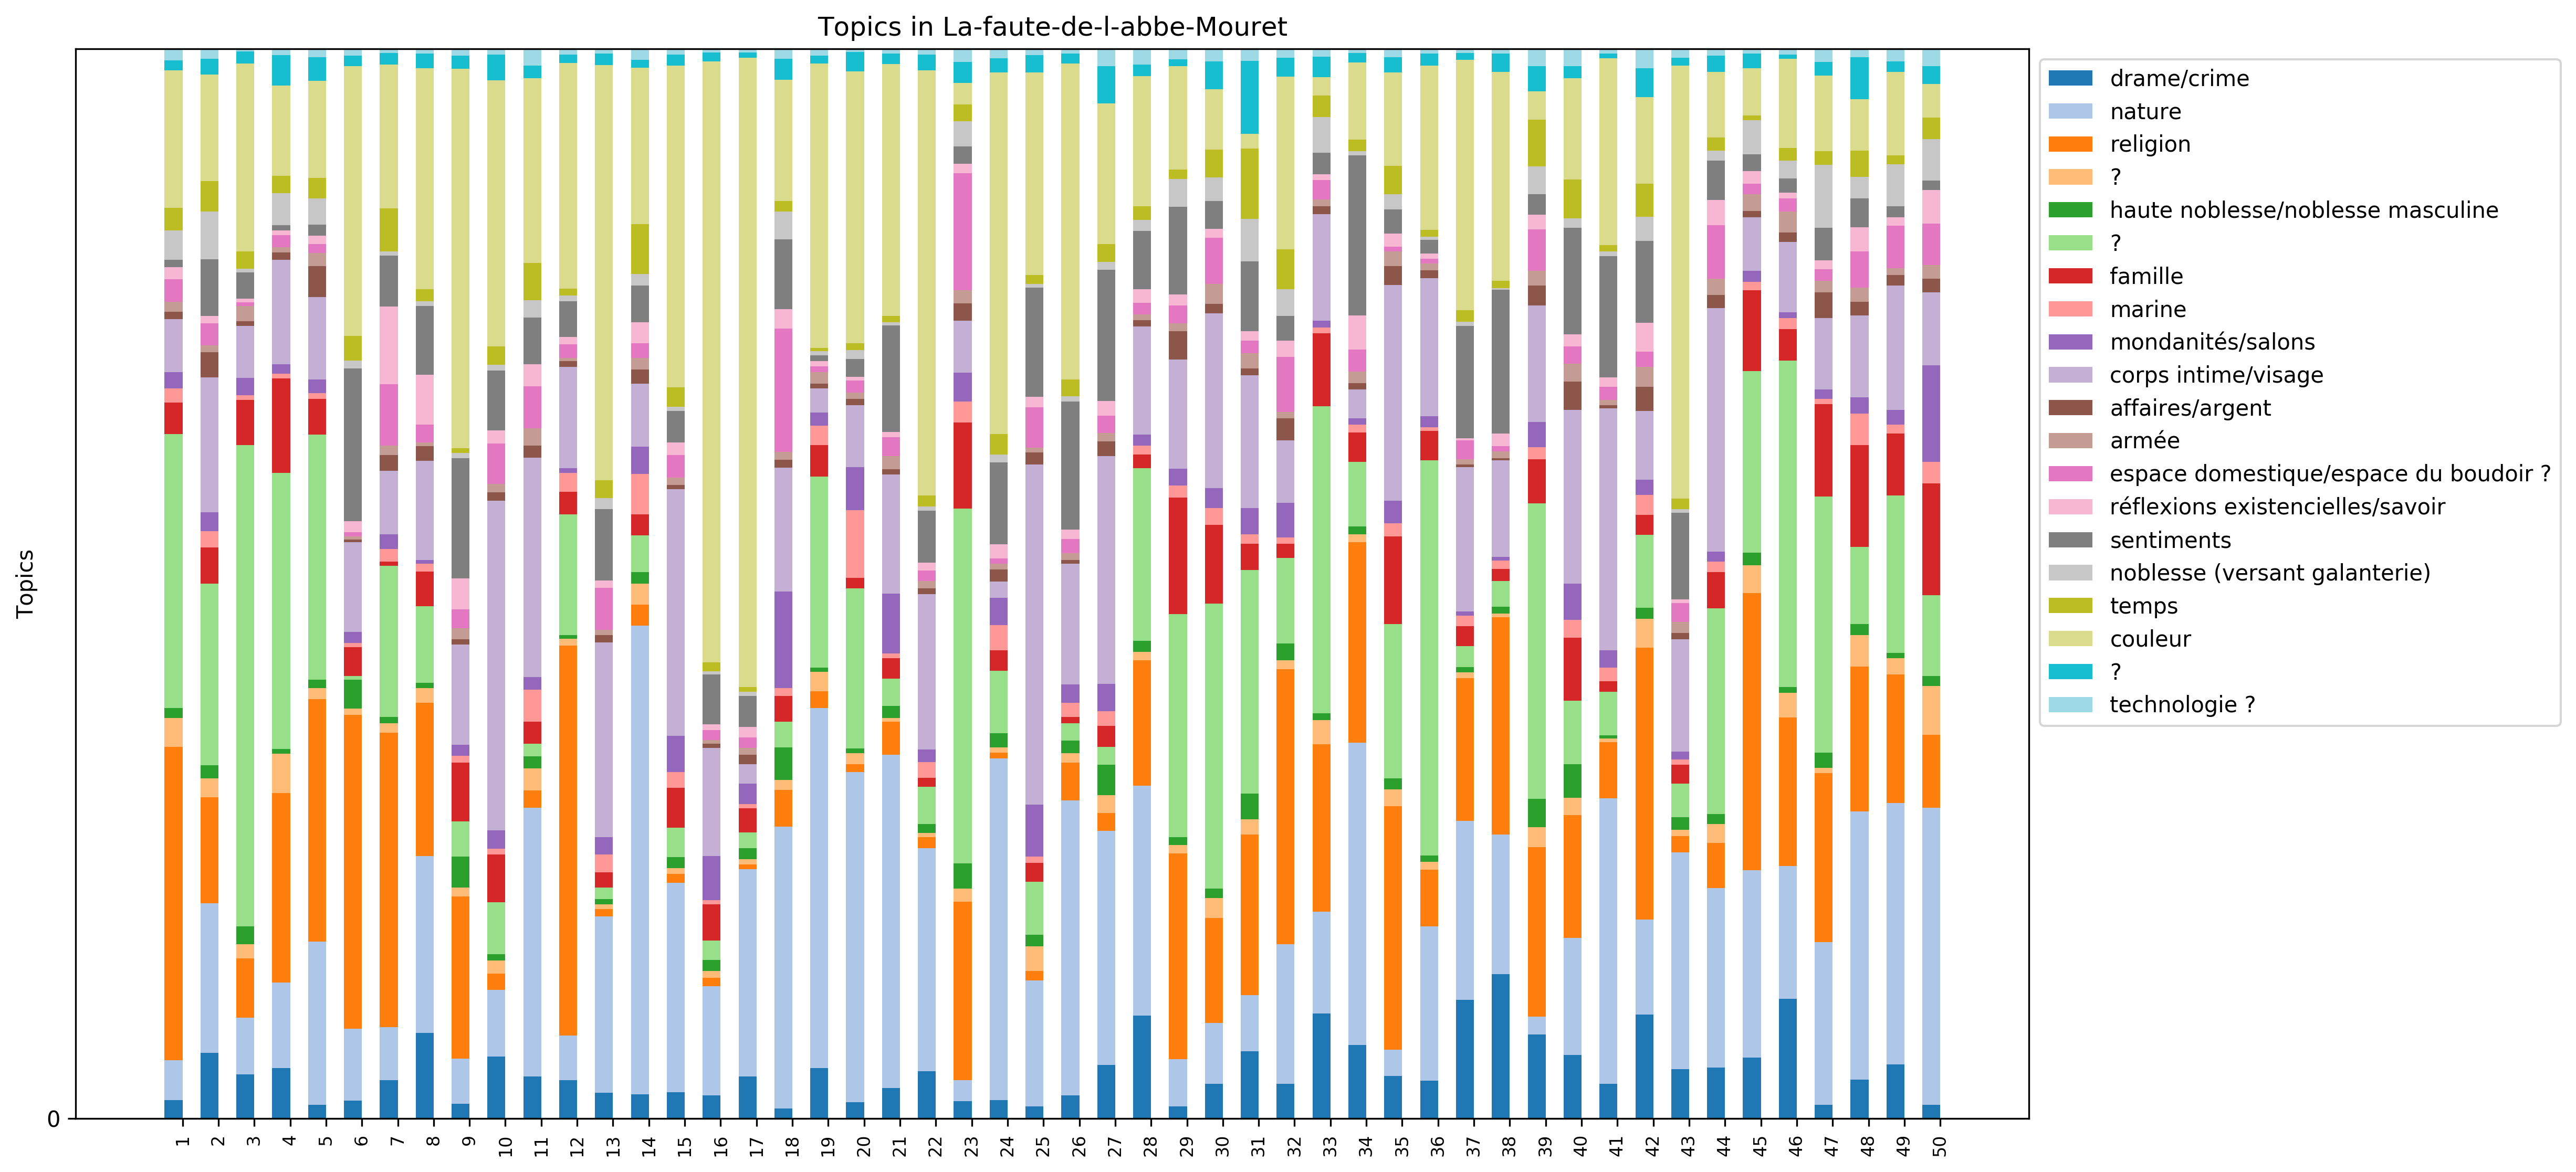 Topics in La-faute-de-l-abbe-Mouret
drame/crime
nature
religion
?
haute noblesse/noblesse masculine
?
famille
marine
mondanités/salons
corps intime/visage
affaires/argent
armée
espace domestique/espace du boudoir ?
réflexions existencielles/savoir
sentiments
noblesse (versant galanterie)
temps
couleur
?
technologie ?
Topics
0
1 2 3 4 5 6 7 8 9 10 11 12 13 14 15 16 17 18 19 20 21 22 23 24 25 26 27 28 29 30 31 32 33 34 35 36 37 38 39 40 41 42 43 44 45 46 47 48 49 50